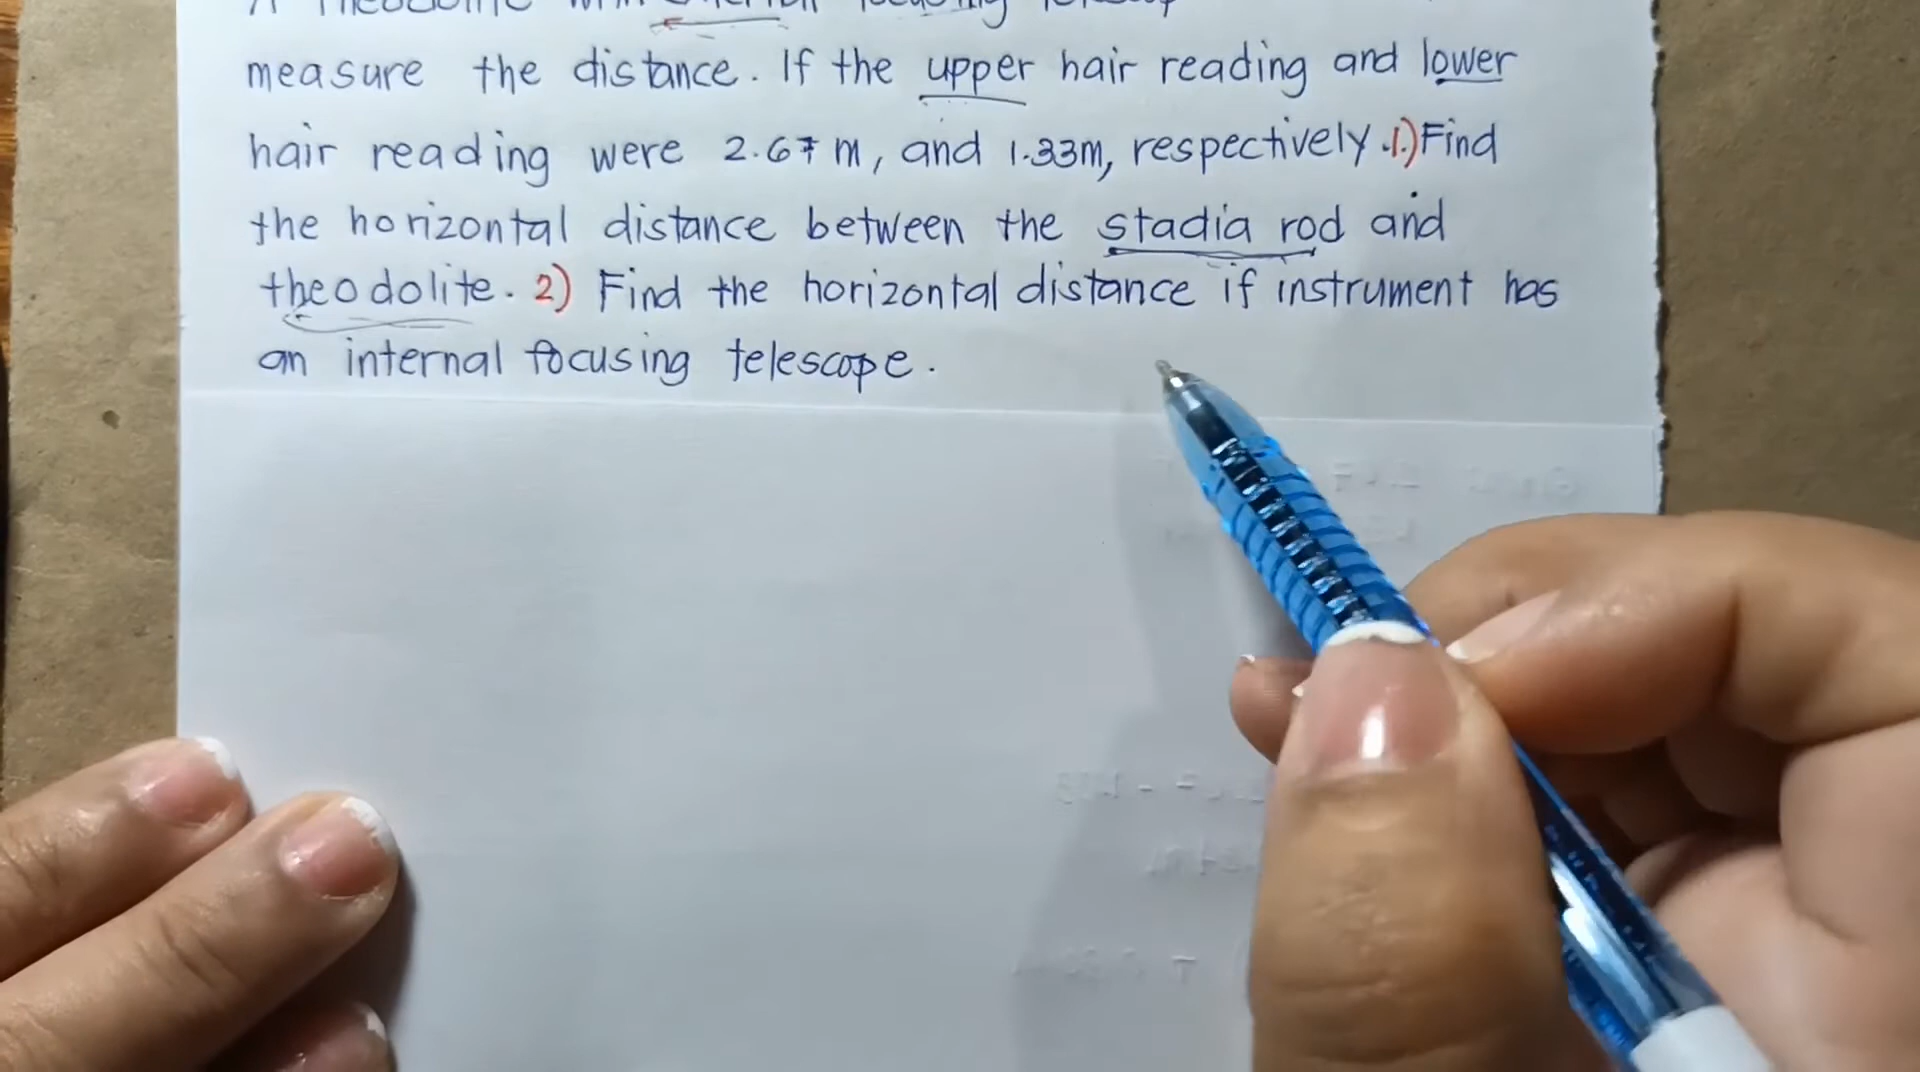 measure the distance. If the upper hair reading and lower
hair reading were 2.67 m, and 1.33m, respectively. 1.) Find
the horizontal distance between the stadia rod and
theodolite. 2) Find the horizontal distance if instrument has
an internal focusing telescope.